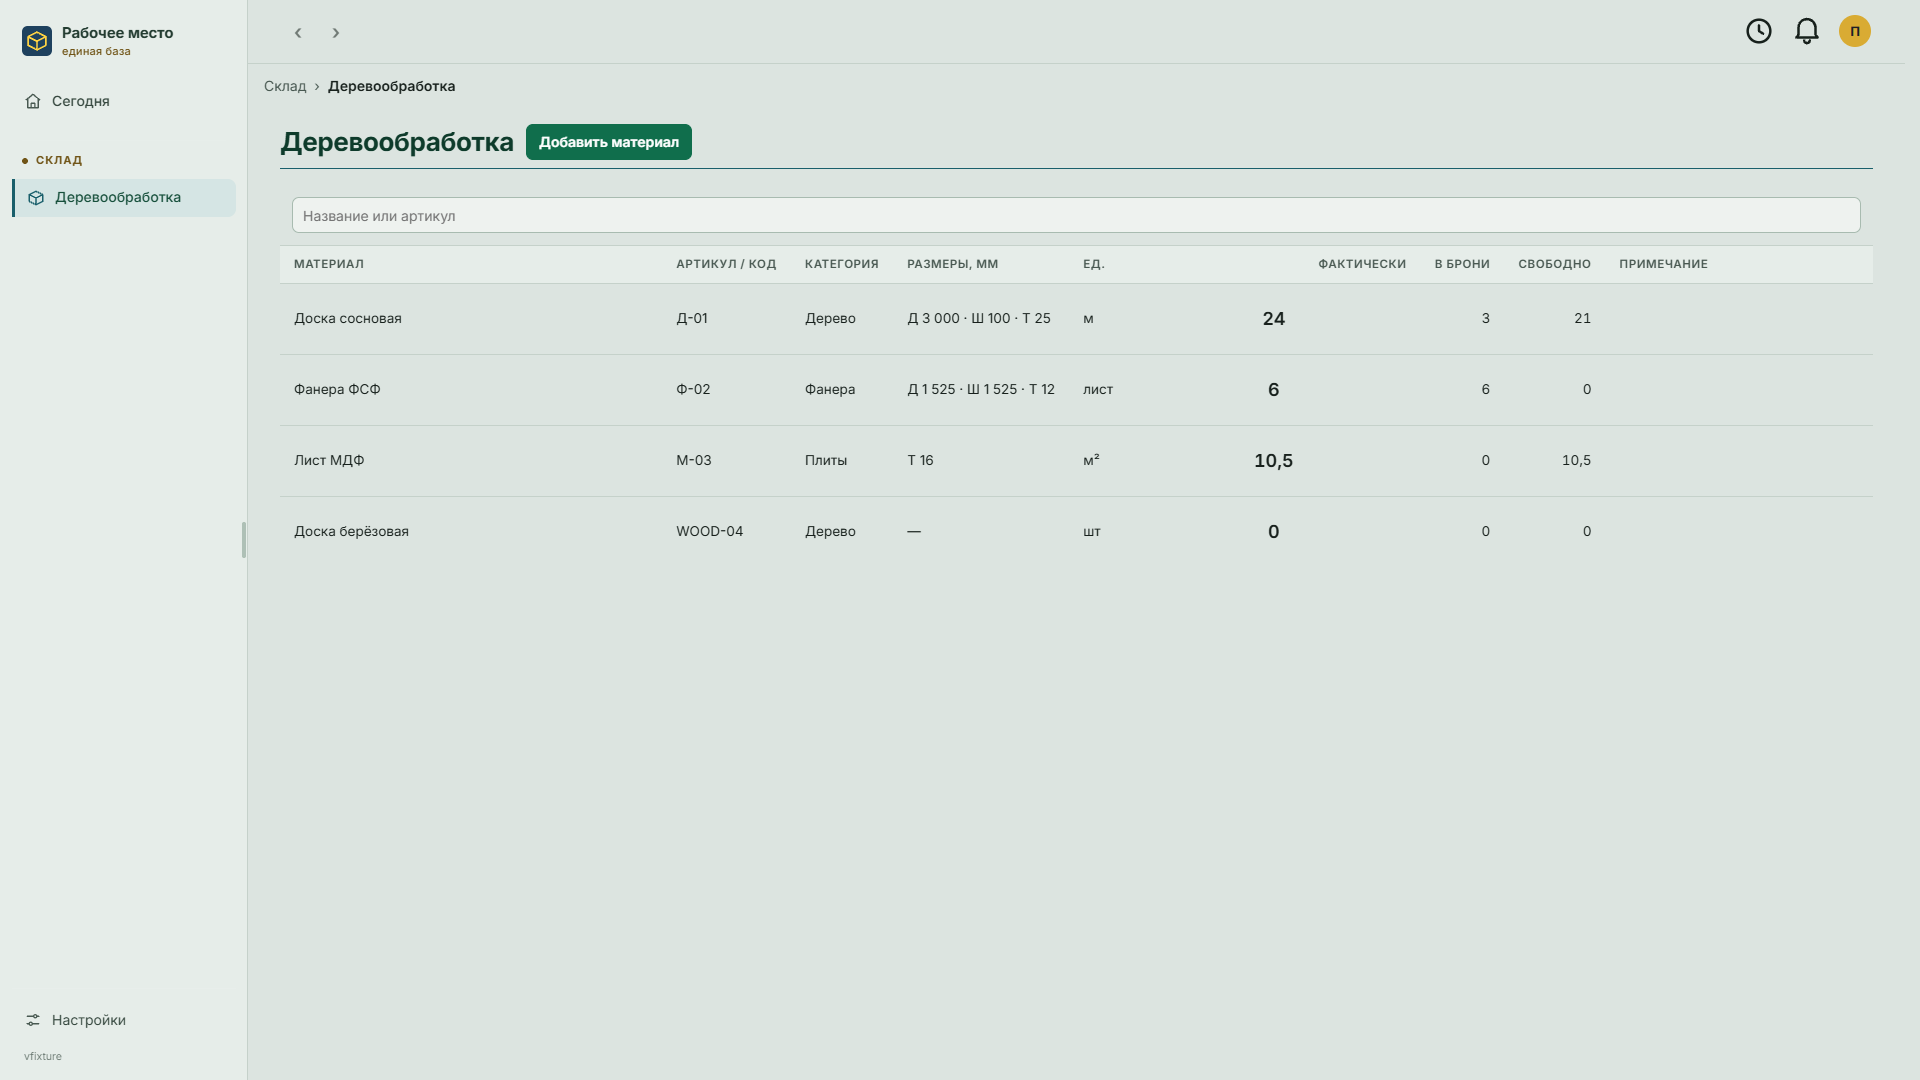 Рабочее место
единая база
Сегодня
СКЛАД
Деревообработка
Настройки
vfixture
‹ ›
П
Склад › Деревообработка
Деревообработка Добавить материал
Название или артикул
МАТЕРИАЛ АРТИКУЛ / КОД КАТЕГОРИЯ РАЗМЕРЫ, ММ ЕД. ФАКТИЧЕСКИ В БРОНИ СВОБОДНО ПРИМЕЧАНИЕ
Доска сосновая Д-01 Дерево Д 3 000 · Ш 100 · Т 25 м 24 3 21
Фанера ФСФ Ф-02 Фанера Д 1 525 · Ш 1 525 · Т 12 лист 6 6 0
Лист МДФ М-03 Плиты Т 16 м² 10,5 0 10,5
Доска берёзовая WOOD-04 Дерево — шт 0 0 0